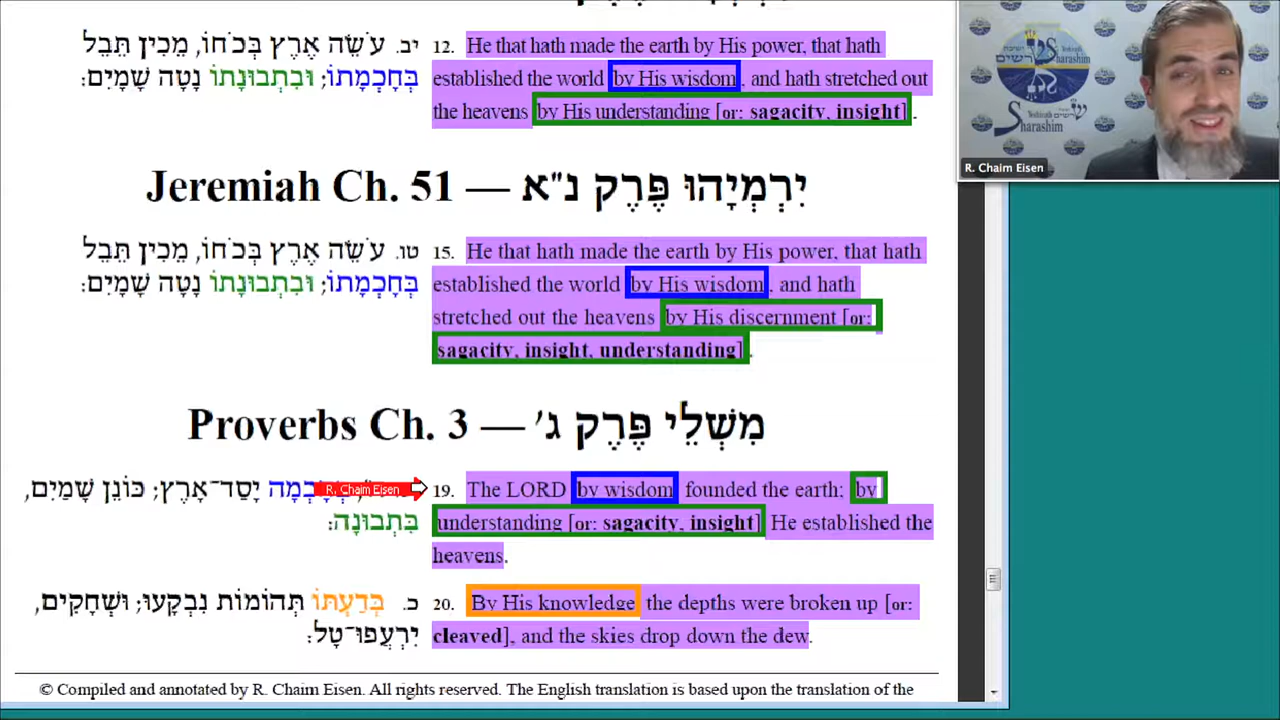 יב. עֹשֵׂה אֶרֶץ בְּכֹחוֹ, מֵכִין תֵּבֵל
בְּחָכְמָתוֹ; וּבִתְבוּנָתוֹ נָטָה שָׁמָיִם:
12. He that hath made the earth by His power, that hath
established the world by His wisdom, and hath stretched out
the heavens by His understanding [or: sagacity, insight].
Jeremiah Ch. 51 — יִרְמְיָהוּ פֶּרֶק נ"א
טו. עֹשֵׂה אֶרֶץ בְּכֹחוֹ, מֵכִין תֵּבֵל
בְּחָכְמָתוֹ; וּבִתְבוּנָתוֹ נָטָה שָׁמָיִם:
15. He that hath made the earth by His power, that hath
established the world by His wisdom, and hath
stretched out the heavens by His discernment [or:
sagacity, insight, understanding].
Proverbs Ch. 3 — מִשְׁלֵי פֶּרֶק ג'
יָסַד־אָרֶץ; כּוֹנֵן שָׁמַיִם,
בִּתְבוּנָה:
19. The LORD by wisdom founded the earth; by
understanding [or: sagacity, insight] He established the
heavens.
כ. בְּדַעְתּוֹ תְּהוֹמוֹת נִבְקָעוּ; וּשְׁחָקִים,
יִרְעֲפוּ־טָל:
20. By His knowledge the depths were broken up [or:
cleaved], and the skies drop down the dew.
© Compiled and annotated by R. Chaim Eisen. All rights reserved. The English translation is based upon the translation of the
R. Chaim Eisen
R. Chaim Eisen
Yeshivath
Sharashim
שרשים